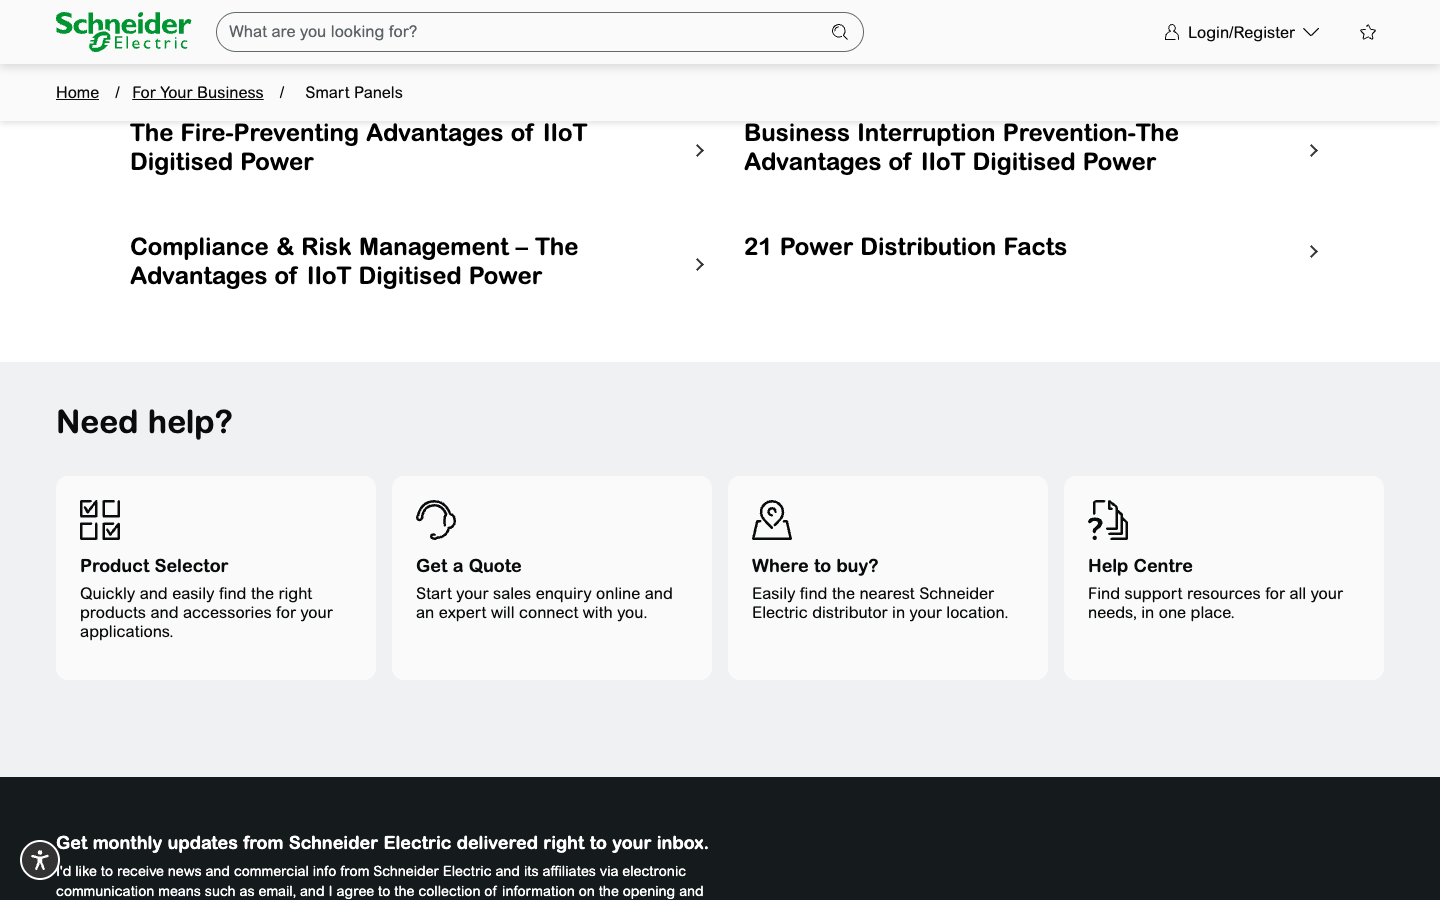 Schneider Electric
What are you looking for?
Login/Register
Home / For Your Business / Smart Panels
The Fire-Preventing Advantages of IIoT
Digitised Power
Business Interruption Prevention-The
Advantages of IIoT Digitised Power
Compliance & Risk Management – The
Advantages of IIoT Digitised Power
21 Power Distribution Facts
Need help?
Product Selector
Quickly and easily find the right
products and accessories for your
applications.
Get a Quote
Start your sales enquiry online and
an expert will connect with you.
Where to buy?
Easily find the nearest Schneider
Electric distributor in your location.
Help Centre
Find support resources for all your
needs, in one place.
Get monthly updates from Schneider Electric delivered right to your inbox.
I'd like to receive news and commercial info from Schneider Electric and its affiliates via electronic
communication means such as email, and I agree to the collection of information on the opening and